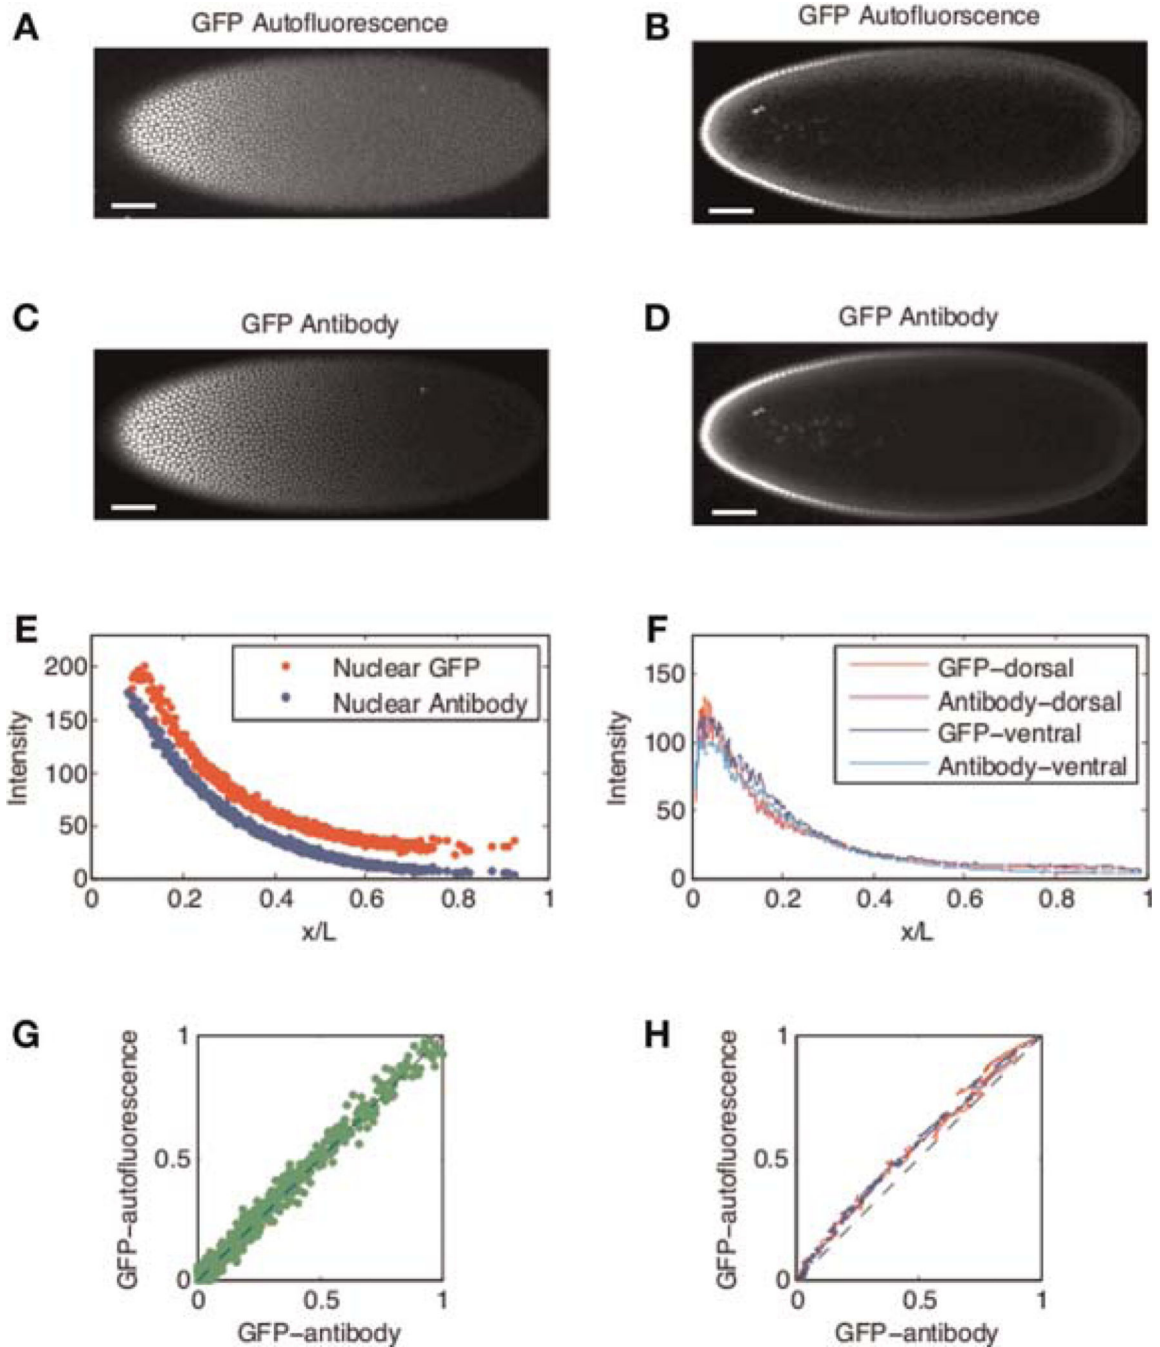 A
GFP Autofluorescence
B
GFP Autofluorscence
C
GFP Antibody
D
GFP Antibody
E
Intensity
200
150
100
50
0
0 0.2 0.4 0.6 0.8 1
x/L
Nuclear GFP
Nuclear Antibody
F
Intensity
150
100
50
0
0 0.2 0.4 0.6 0.8 1
x/L
GFP-dorsal
Antibody-dorsal
GFP-ventral
Antibody-ventral
G
GFP-autofluorescence
1
0.5
0
0 0.5 1
GFP-antibody
H
GFP-autofluorescence
1
0.5
0
0 0.5 1
GFP-antibody